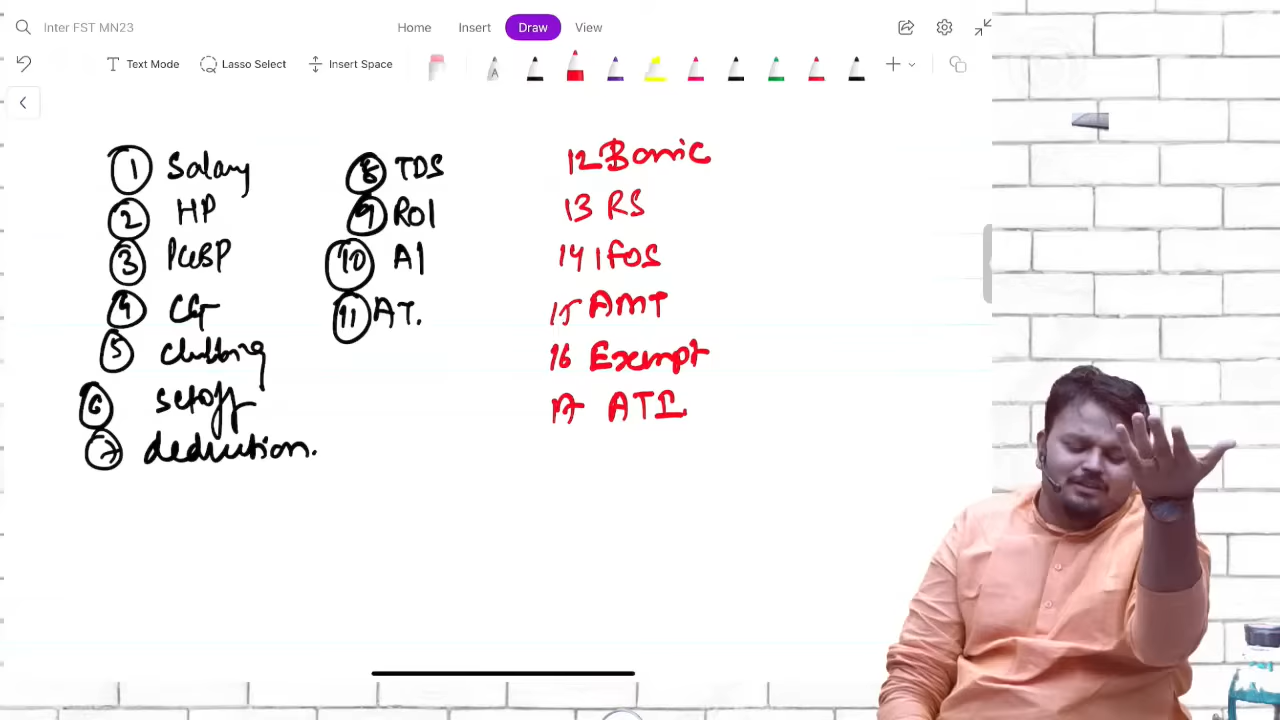 Inter FST MN23
Home
Insert
Draw
View
Text Mode
Lasso Select
Insert Space
1 Salary
2 HP
3 PGBP
4 CG
5 clubbing
6 setoff
7 deduction.
8 TDS
9 ROI
10 AI
11 AT.
12 Basic
13 RS
14 IFOS
15 AMT
16 Exempt
17 ATI